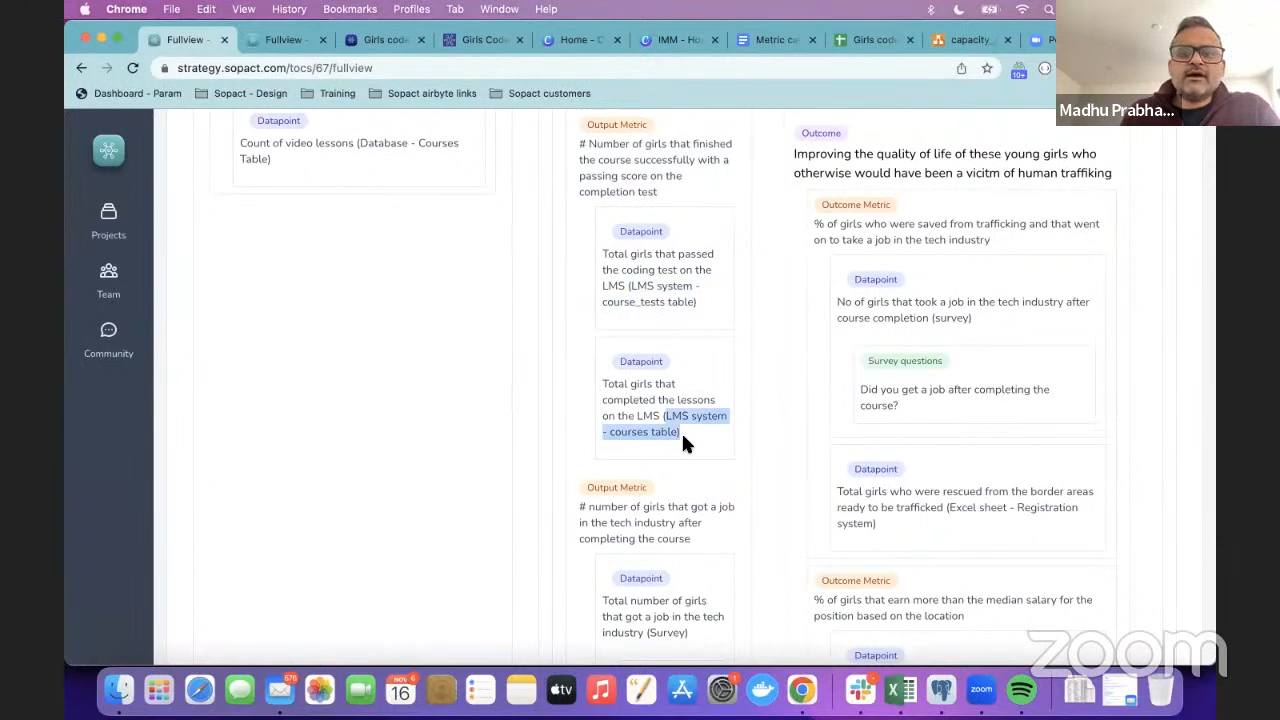 Chrome File Edit View History Bookmarks Profiles Tab Window Help
Fullview -
Fullview -
Girls code
Girls Cod
Home - C
IMM - Ho
Metric ca
Girls code
capacity_
strategy.sopact.com/tocs/67/fullview
10+
Dashboard - Param
Sopact - Design
Training
Sopact airbyte links
Sopact customers
Madhu Prabha...
Projects
Team
Community
Datapoint
Count of video lessons (Database - Courses
Table)
Output Metric
# Number of girls that finished
the course successfully with a
passing score on the
completion test
Datapoint
Total girls that passed
the coding test on the
LMS (LMS system -
course_tests table)
Datapoint
Total girls that
completed the lessons
on the LMS (LMS system
- courses table)
Output Metric
# number of girls that got a job
in the tech industry after
completing the course
Datapoint
Total number of girls
that got a job in the tech
industry (Survey)
Outcome
Improving the quality of life of these young girls who
otherwise would have been a vicitm of human traffiking
Outcome Metric
% of girls who were saved from trafficking and that went
on to take a job in the tech industry
Datapoint
No of girls that took a job in the tech industry after
course completion (survey)
Survey questions
Did you get a job after completing the
course?
Datapoint
Total girls who were rescued from the border areas
ready to be trafficked (Excel sheet - Registration
system)
Outcome Metric
% of girls that earn more than the median salary for the
position based on the location
Datapoint
zoom
576
NOV 6
16
tv
1
zoom